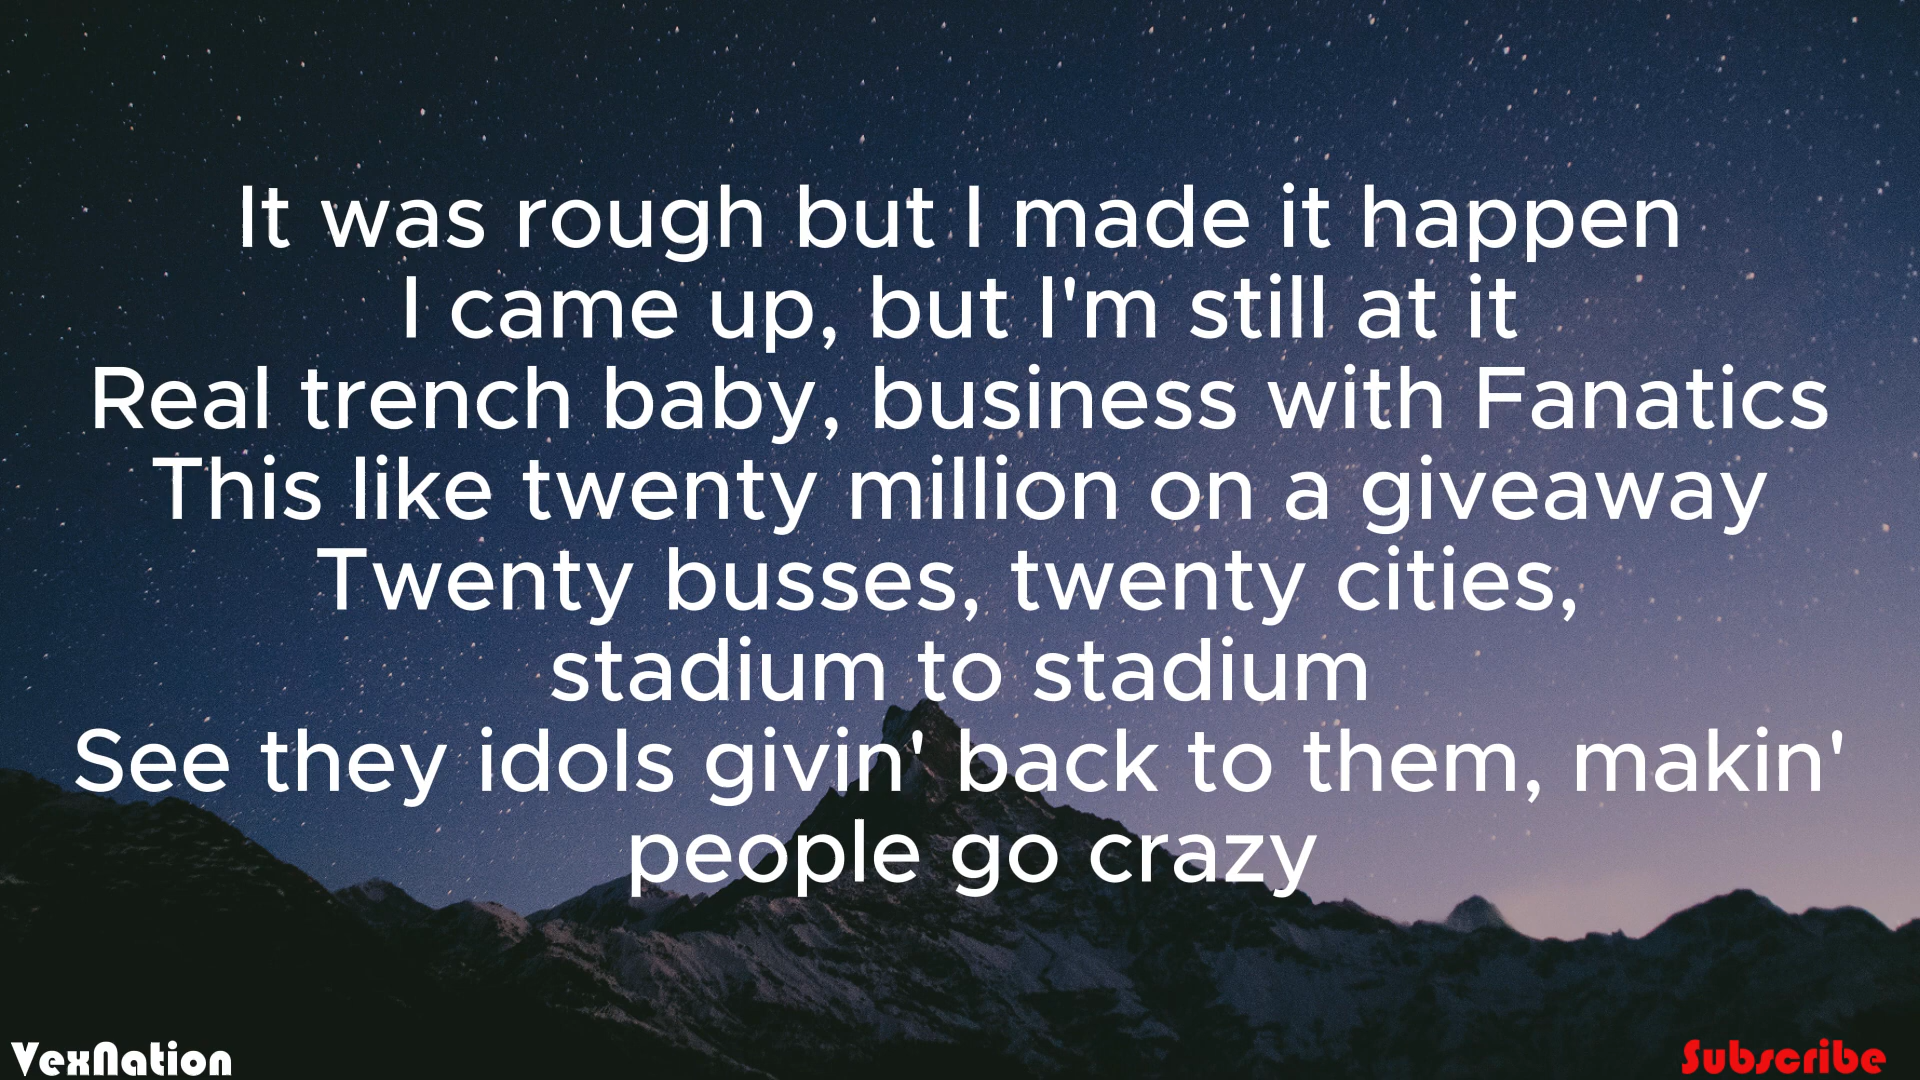 It was rough but I made it happen
I came up, but I'm still at it
Real trench baby, business with Fanatics
This like twenty million on a giveaway
Twenty busses, twenty cities,
stadium to stadium
See they idols givin' back to them, makin'
people go crazy
VexNation
Subscribe